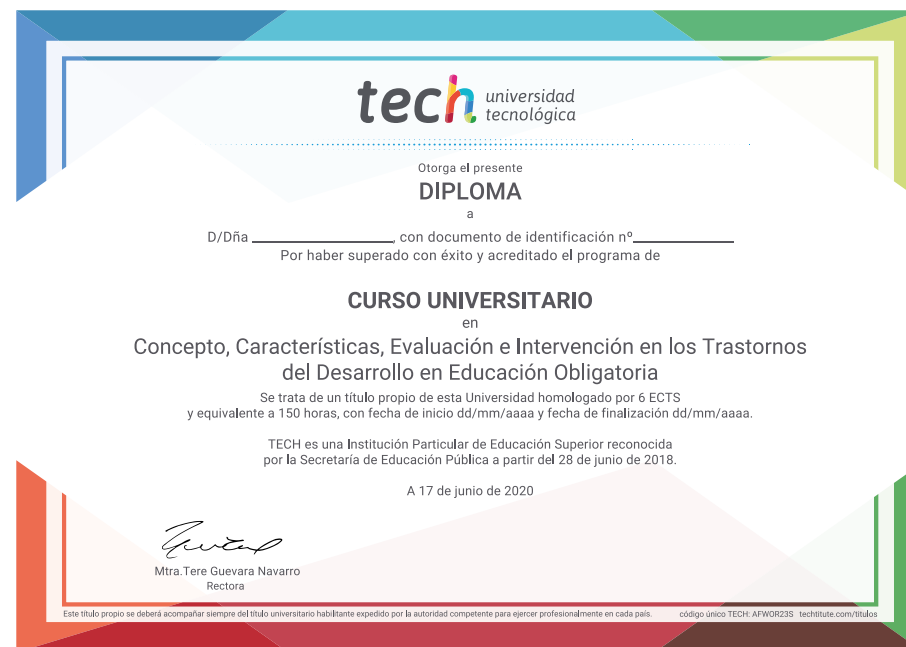 tech universidad
tecnológica
Otorga el presente
DIPLOMA
a
D/Dña ____________________, con documento de identificación nº______________
Por haber superado con éxito y acreditado el programa de
CURSO UNIVERSITARIO
en
Concepto, Características, Evaluación e Intervención en los Trastornos
del Desarrollo en Educación Obligatoria
Se trata de un título propio de esta Universidad homologado por 6 ECTS
y equivalente a 150 horas, con fecha de inicio dd/mm/aaaa y fecha de finalización dd/mm/aaaa.
TECH es una Institución Particular de Educación Superior reconocida
por la Secretaría de Educación Pública a partir del 28 de junio de 2018.
A 17 de junio de 2020
Mtra.Tere Guevara Navarro
Rectora
Este título propio se deberá acompañar siempre del título universitario habilitante expedido por la autoridad competente para ejercer profesionalmente en cada país. código único TECH: AFWOR23S techtitute.com/titulos